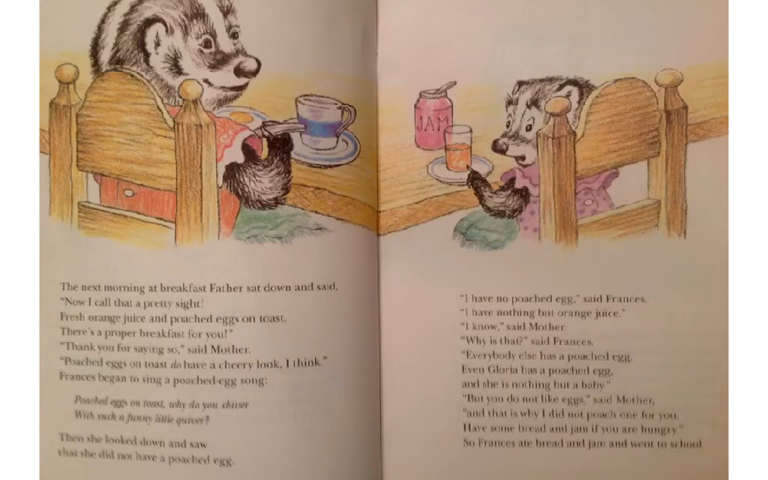 JAM
The next morning at breakfast Father sat down and said,
"Now I call that a pretty sight!
Fresh orange juice and poached eggs on toast.
There's a proper breakfast for you!"
"Thank you for saying so," said Mother.
"Poached eggs on toast do have a cheery look, I think."
Frances began to sing a poached-egg song:
Poached eggs on toast, why do you shiver
With such a funny little quiver?
Then she looked down and saw
that she did not have a poached egg.
"I have no poached egg," said Frances.
"I have nothing but orange juice."
"I know," said Mother.
"Why is that?" said Frances.
"Everybody else has a poached egg.
Even Gloria has a poached egg,
and she is nothing but a baby."
"But you do not like eggs," said Mother,
"and that is why I did not poach one for you.
Have some bread and jam if you are hungry."
So Frances ate bread and jam and went to school